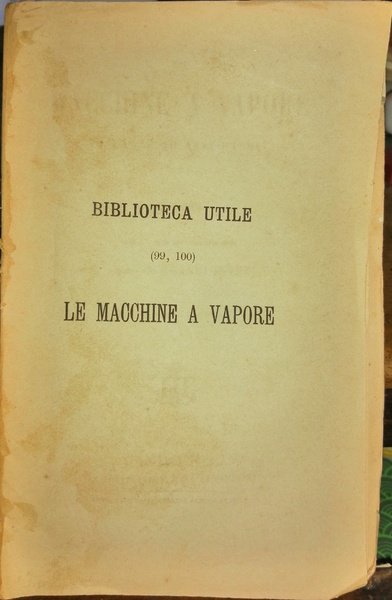 BIBLIOTECA UTILE
(99, 100)
LE MACCHINE A VAPORE